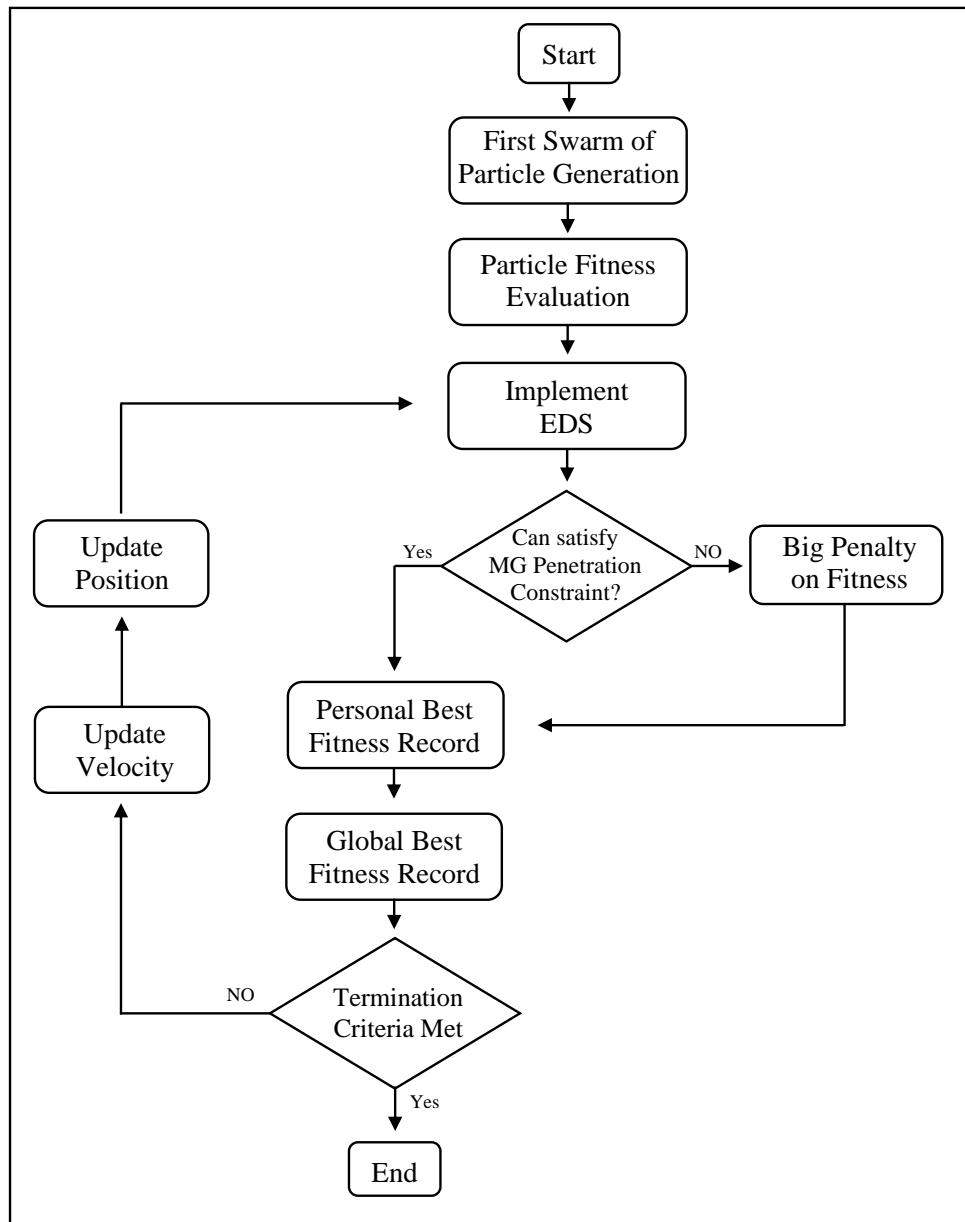 Start
First Swarm of
Particle Generation
Particle Fitness
Evaluation
Implement
EDS
Can satisfy
MG Penetration
Constraint?
Yes
NO
Big Penalty
on Fitness
Update
Position
Personal Best
Fitness Record
Update
Velocity
Global Best
Fitness Record
NO
Termination
Criteria Met
Yes
End